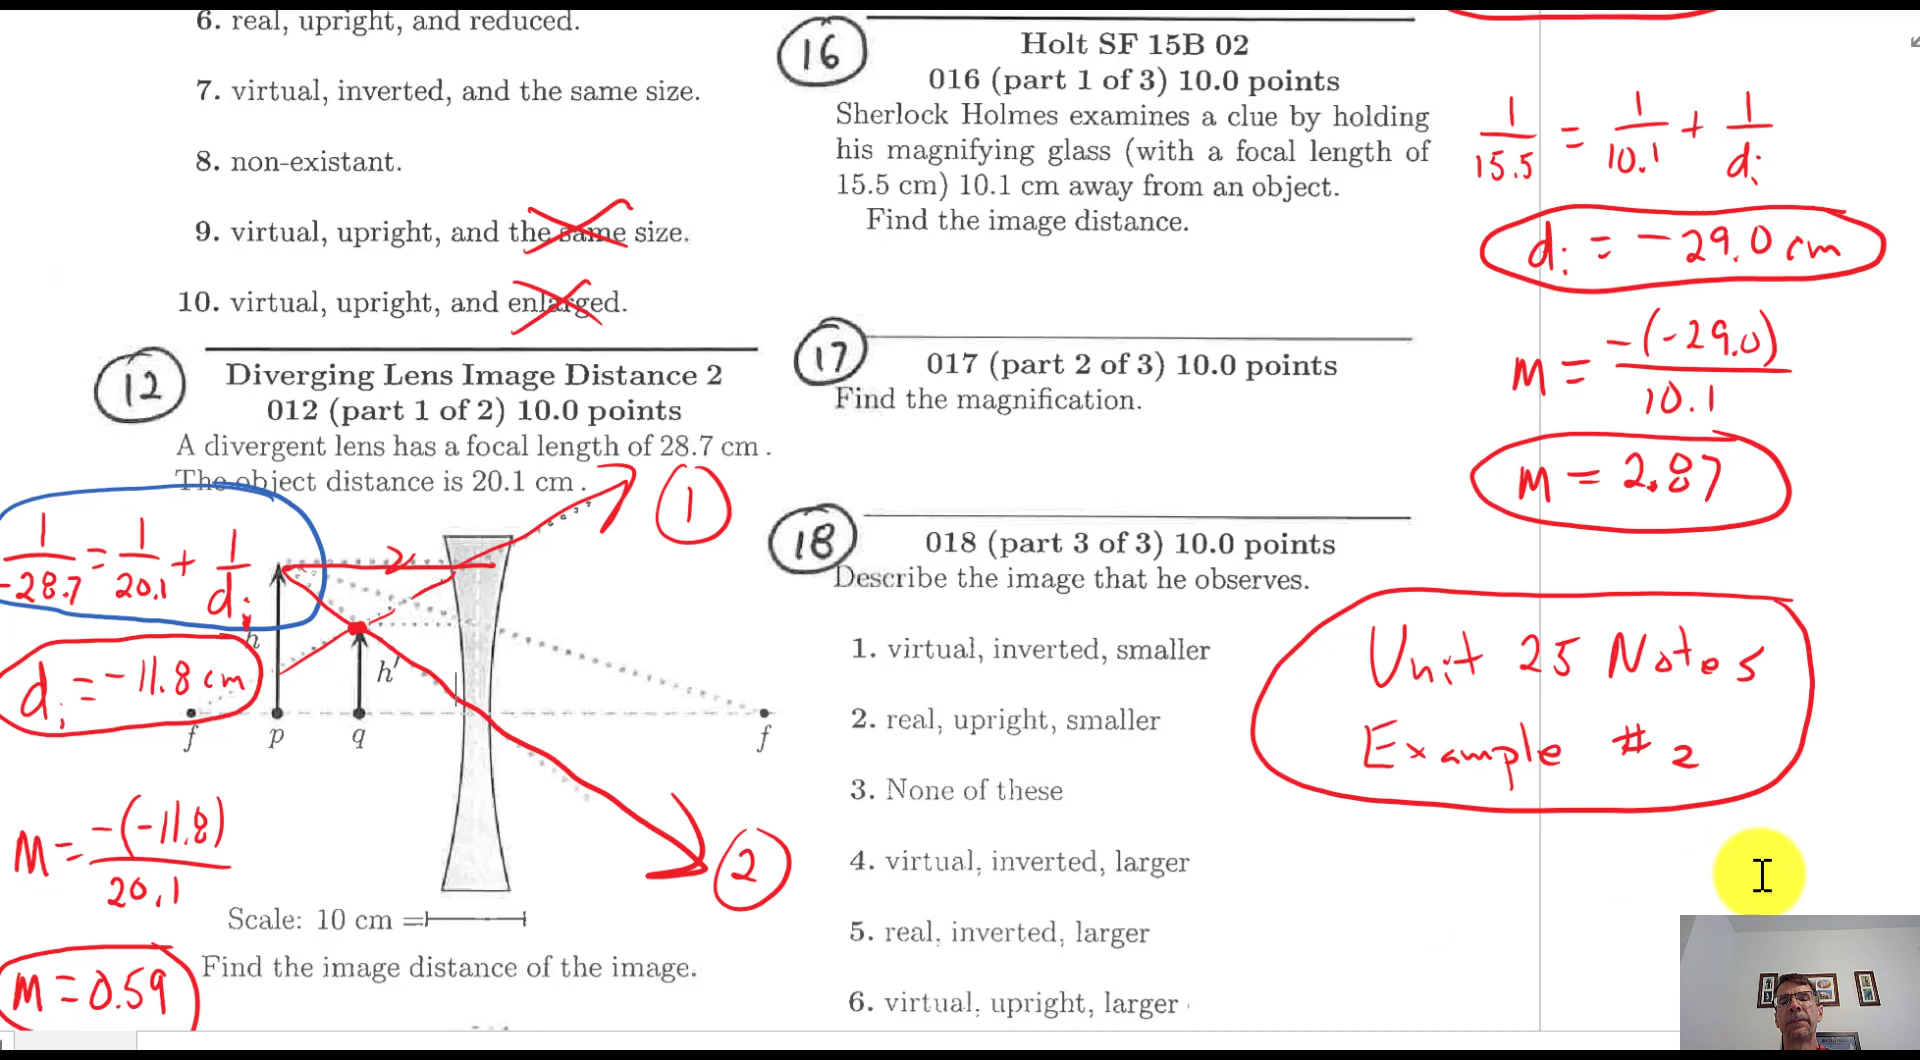 6. real, upright, and reduced.
7. virtual, inverted, and the same size.
8. non-existant.
9. virtual, upright, and the same size.
10. virtual, upright, and enlarged.
12
Diverging Lens Image Distance 2
012 (part 1 of 2) 10.0 points
A divergent lens has a focal length of 28.7 cm .
The object distance is 20.1 cm .
1
1/-28.7 = 1/20.1 + 1/di
h
di = -11.8 cm
h′
f p q f
2
M = -(-11.8)/20.1
Scale: 10 cm =
M = 0.59
Find the image distance of the image.
16
Holt SF 15B 02
016 (part 1 of 3) 10.0 points
Sherlock Holmes examines a clue by holding
his magnifying glass (with a focal length of
15.5 cm) 10.1 cm away from an object.
Find the image distance.
17
017 (part 2 of 3) 10.0 points
Find the magnification.
18
018 (part 3 of 3) 10.0 points
Describe the image that he observes.
1. virtual, inverted, smaller
2. real, upright, smaller
3. None of these
4. virtual, inverted, larger
5. real, inverted, larger
6. virtual, upright, larger
1/15.5 = 1/10.1 + 1/di
di = -29.0 cm
M = -(-29.0)/10.1
M = 2.87
Unit 25 Notes
Example # 2